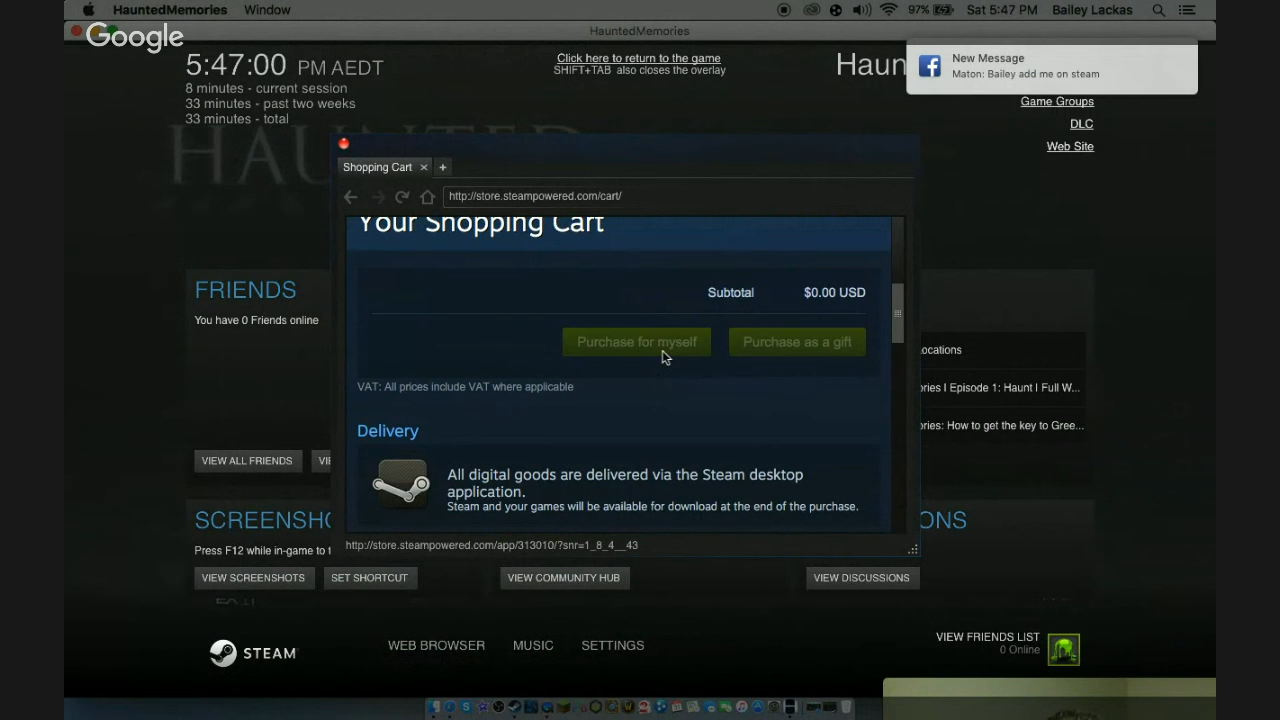 HauntedMemories Window
97% Sat 5:47 PM Bailey Lackas
HauntedMemories
Google
5:47:00 PM AEDT
8 minutes - current session
33 minutes - past two weeks
33 minutes - total
Click here to return to the game
SHIFT+TAB also closes the overlay
Haun
New Message
Maton: Bailey add me on steam
Game Groups
DLC
Web Site
HAUNTED
Shopping Cart
http://store.steampowered.com/cart/
Your Shopping Cart
Subtotal $0.00 USD
Purchase for myself Purchase as a gift
VAT: All prices include VAT where applicable
Delivery
All digital goods are delivered via the Steam desktop
application.
Steam and your games will be available for download at the end of the purchase.
http://store.steampowered.com/app/313010/?snr=1_8_4__43
FRIENDS
You have 0 Friends online
VIEW ALL FRIENDS VI
ocations
ries I Episode 1: Haunt I Full W...
ries: How to get the key to Gree...
SCREENSHO
Press F12 while in-game to t
VIEW SCREENSHOTS SET SHORTCUT
VIEW COMMUNITY HUB
ONS
VIEW DISCUSSIONS
STEAM
WEB BROWSER MUSIC SETTINGS
VIEW FRIENDS LIST
0 Online